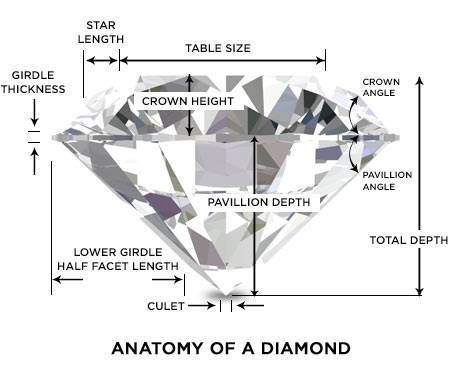 STAR
LENGTH
TABLE SIZE
GIRDLE
THICKNESS
CROWN HEIGHT
CROWN
ANGLE
PAVILLION
ANGLE
PAVILLION DEPTH
TOTAL DEPTH
LOWER GIRDLE
HALF FACET LENGTH
CULET
ANATOMY OF A DIAMOND